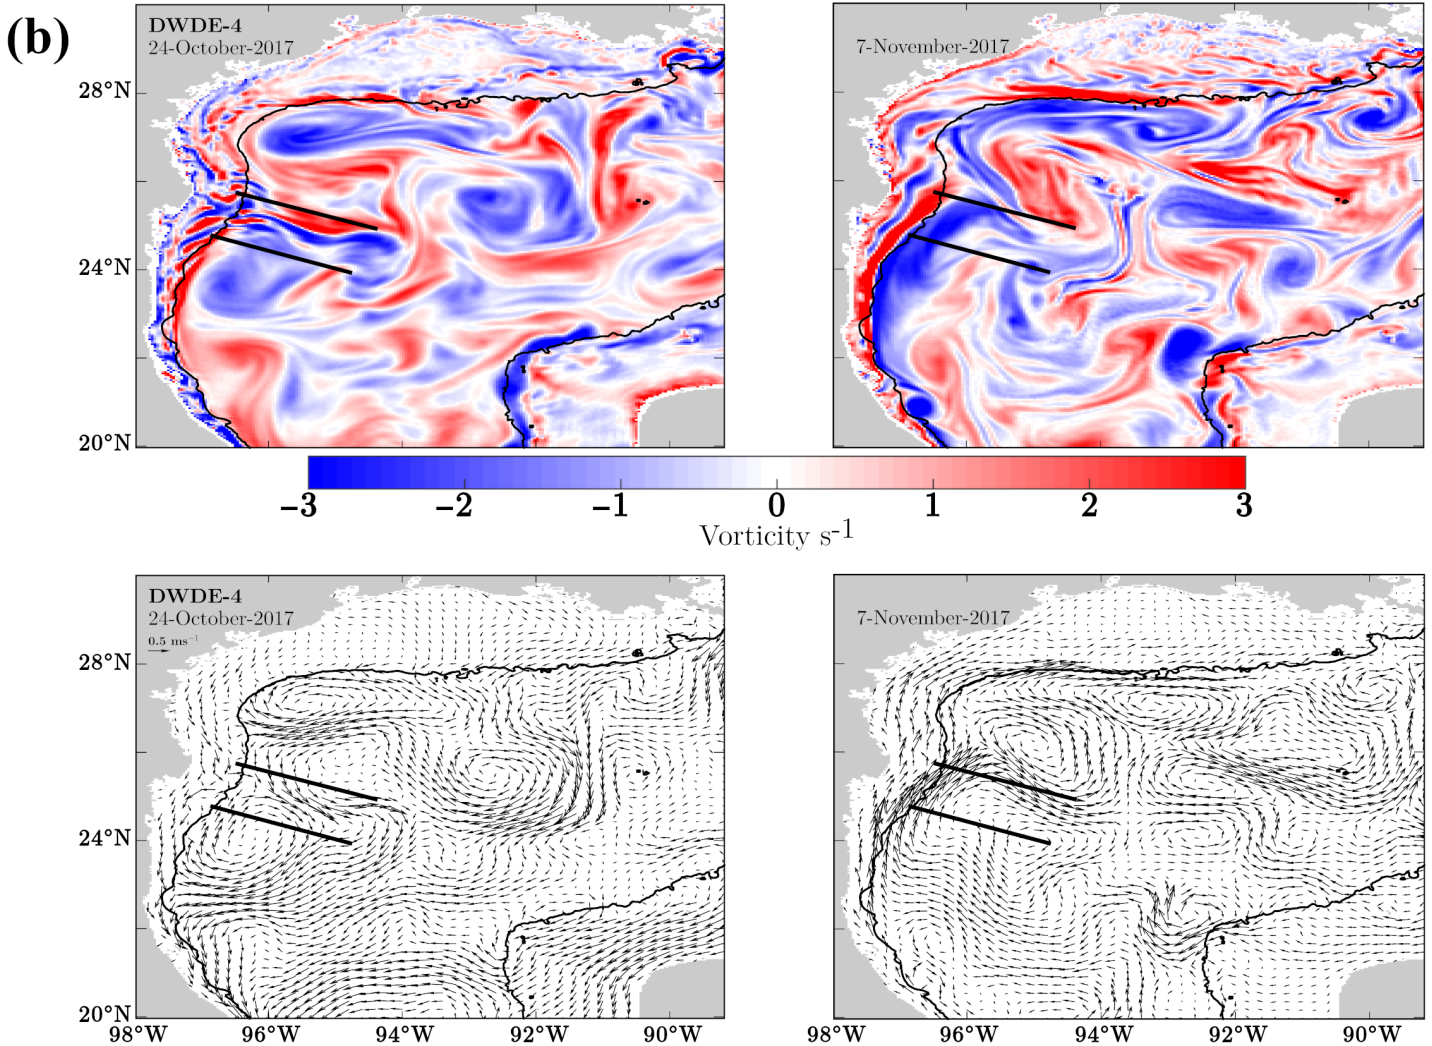 (b)
DWDE-4
24-October-2017
7-November-2017
28°N
24°N
20°N
−3 −2 −1 0 1 2 3
Vorticity s-1
DWDE-4
24-October-2017
0.5 ms−1
7-November-2017
28°N
24°N
20°N
98°W 96°W 94°W 92°W 90°W 98°W 96°W 94°W 92°W 90°W